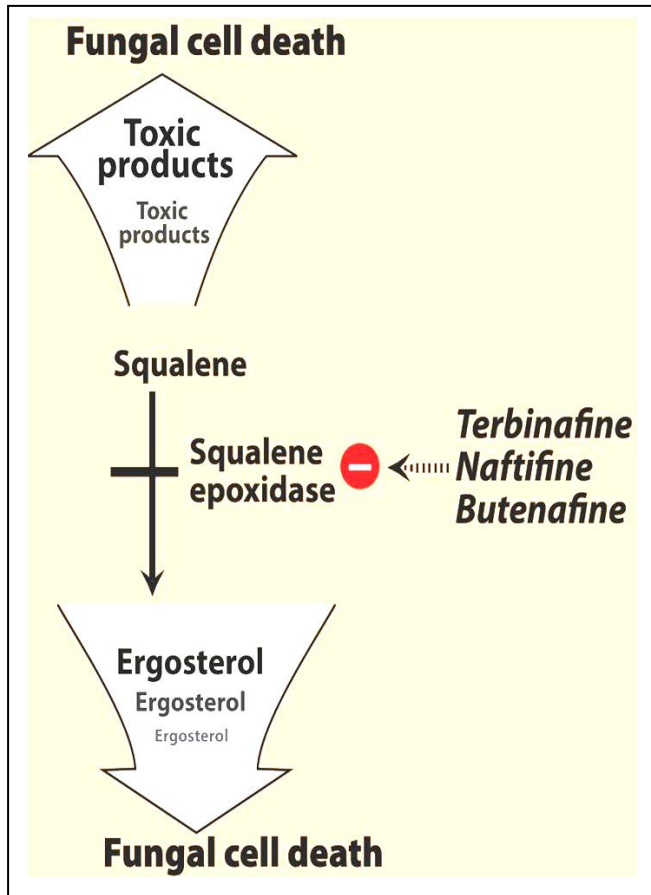 Fungal cell death
Toxic
products
Toxic
products
Squalene
Squalene
epoxidase
Terbinafine
Naftifine
Butenafine
Ergosterol
Ergosterol
Ergosterol
Fungal cell death